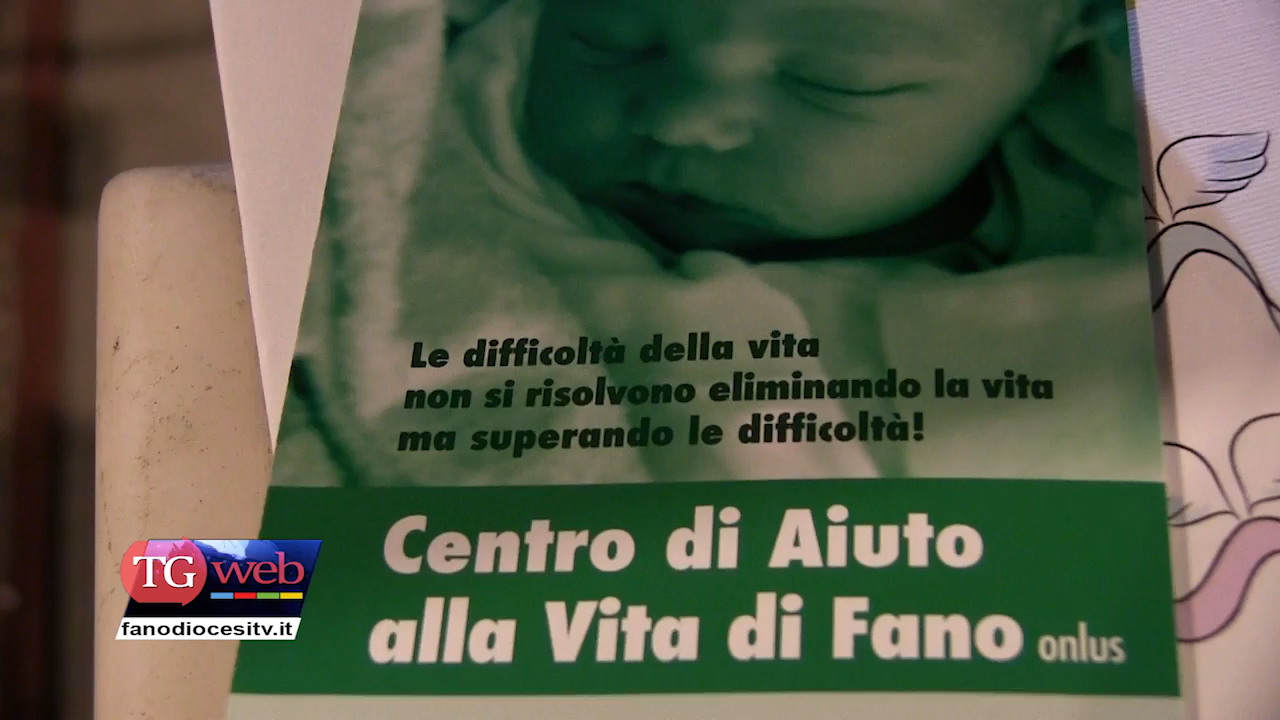 Le difficoltà della vita
non si risolvono eliminando la vita
ma superando le difficoltà!
Centro di Aiuto
alla Vita di Fano onlus
TG web
fanodiocesitv.it